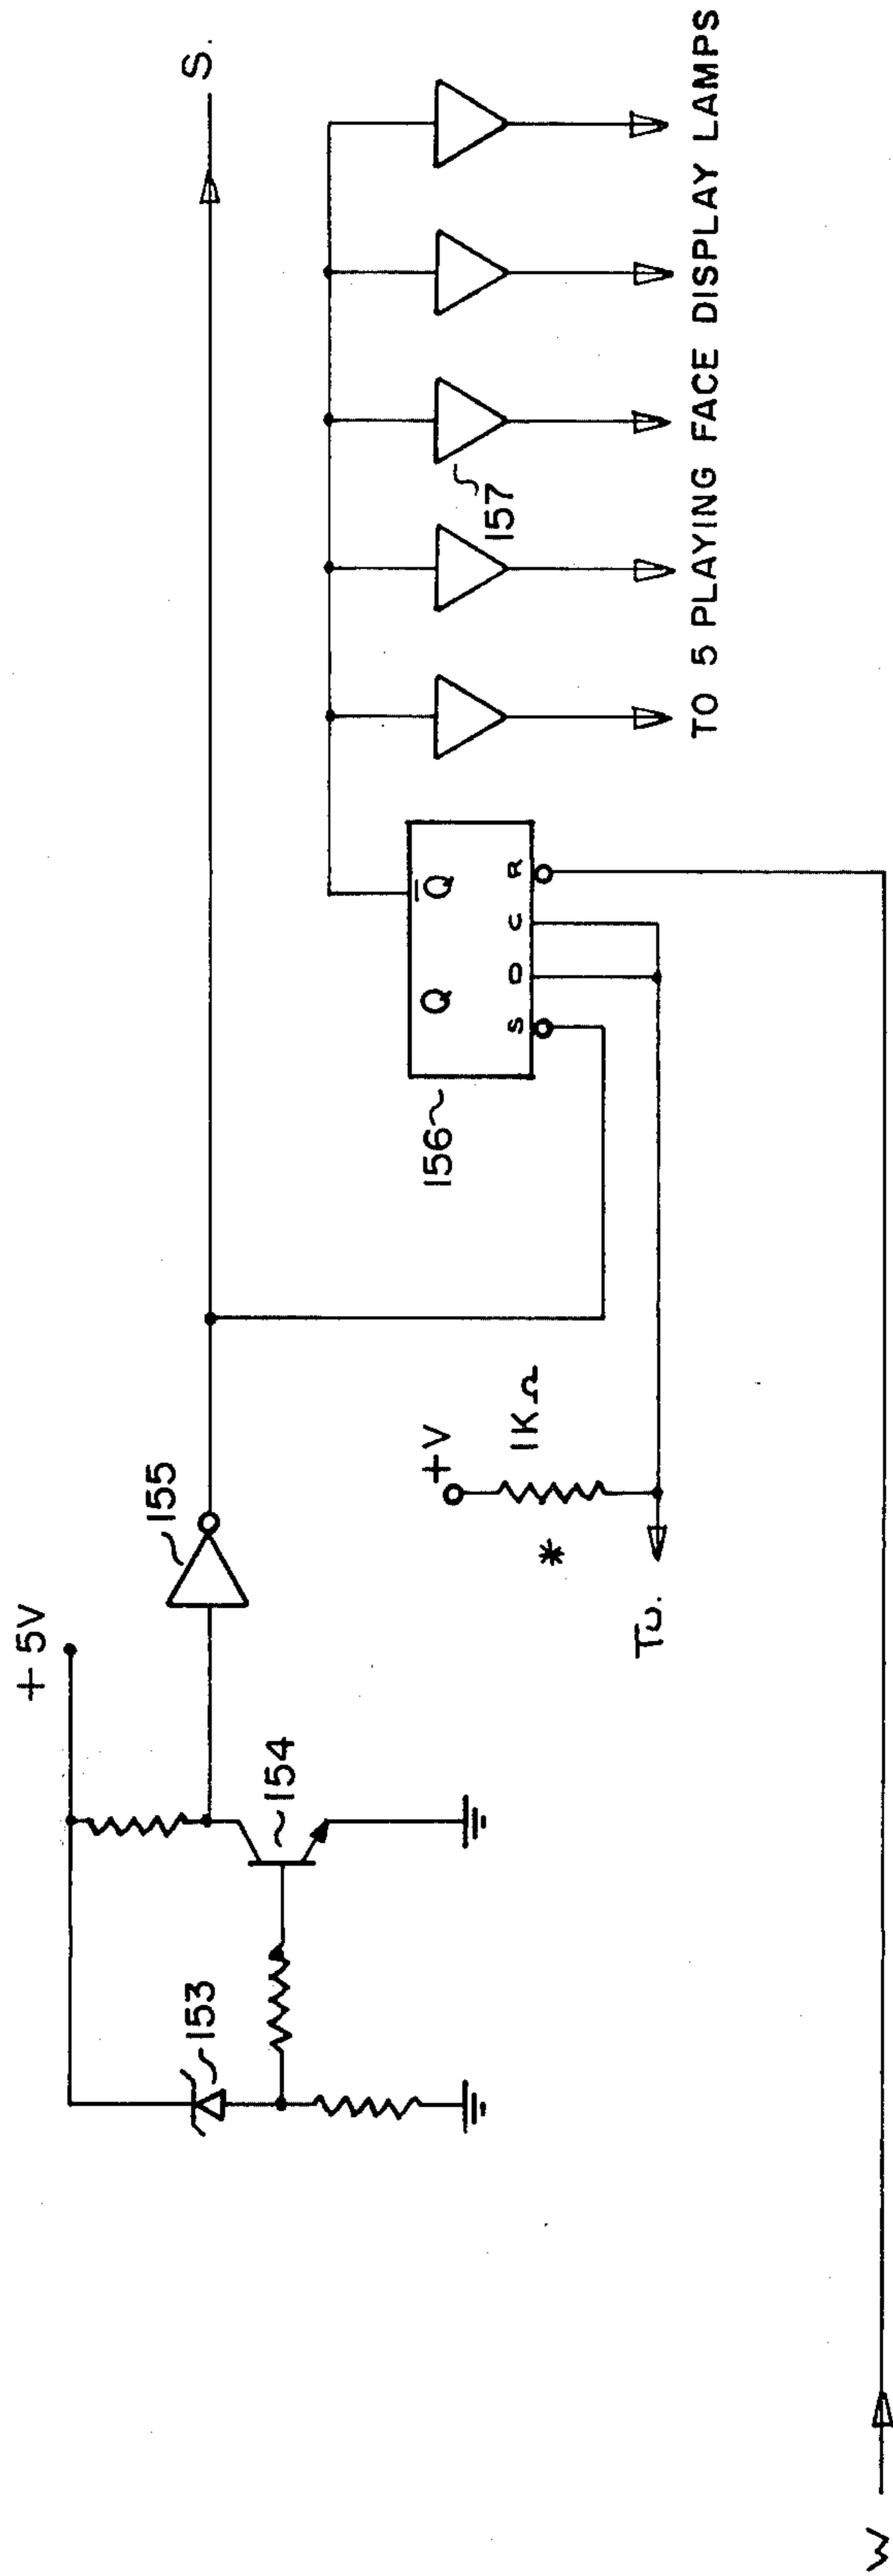 + 5V
S.
155
153
154
+V
1KΩ
*
156
Q
Q̅
S
D
C
R
157
Tu.
TO 5 PLAYING FACE DISPLAY LAMPS
W